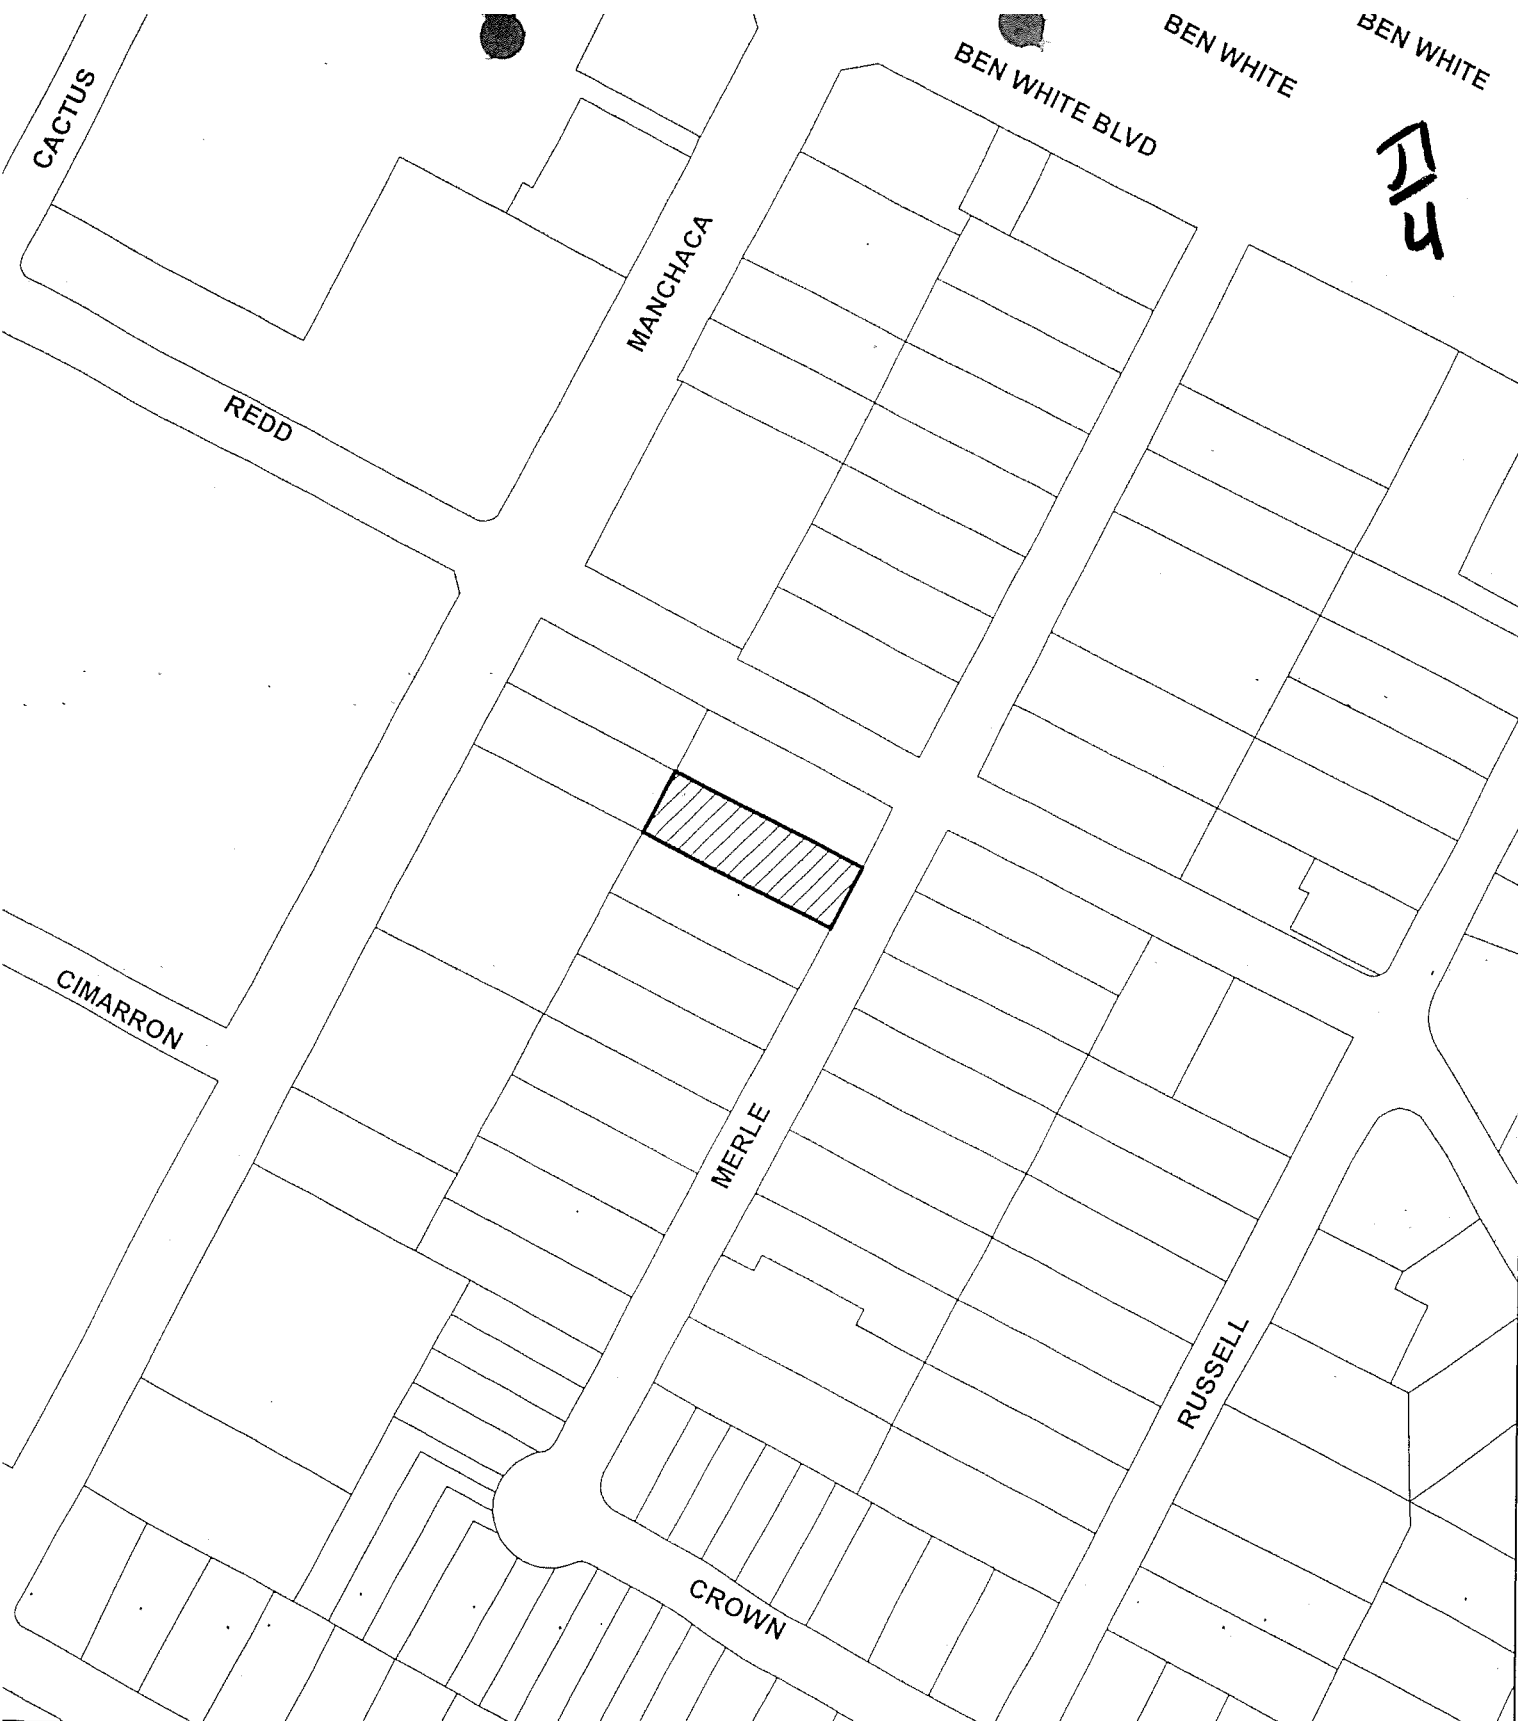 BEN WHITE
BEN WHITE
BEN WHITE BLVD
CACTUS
MANCHACA
REDD
CIMARRON
MERLE
RUSSELL
CROWN